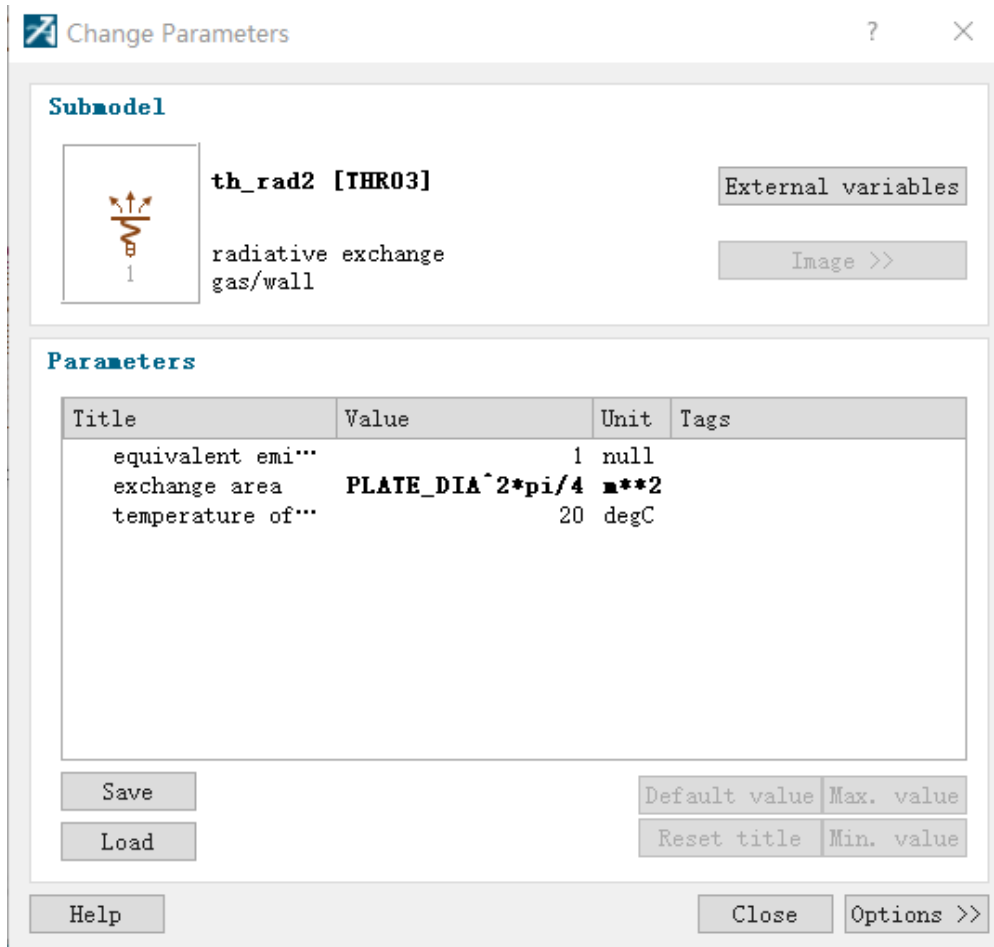 Change Parameters ? ×
Submodel
th_rad2 [THR03]
External variables
radiative exchange
gas/wall
Image >>
1
Parameters
Title Value Unit Tags
equivalent emi… 1 null
exchange area PLATE_DIA^2*pi/4 m**2
temperature of… 20 degC
Save
Default value Max. value
Load
Reset title Min. value
Help Close Options >>